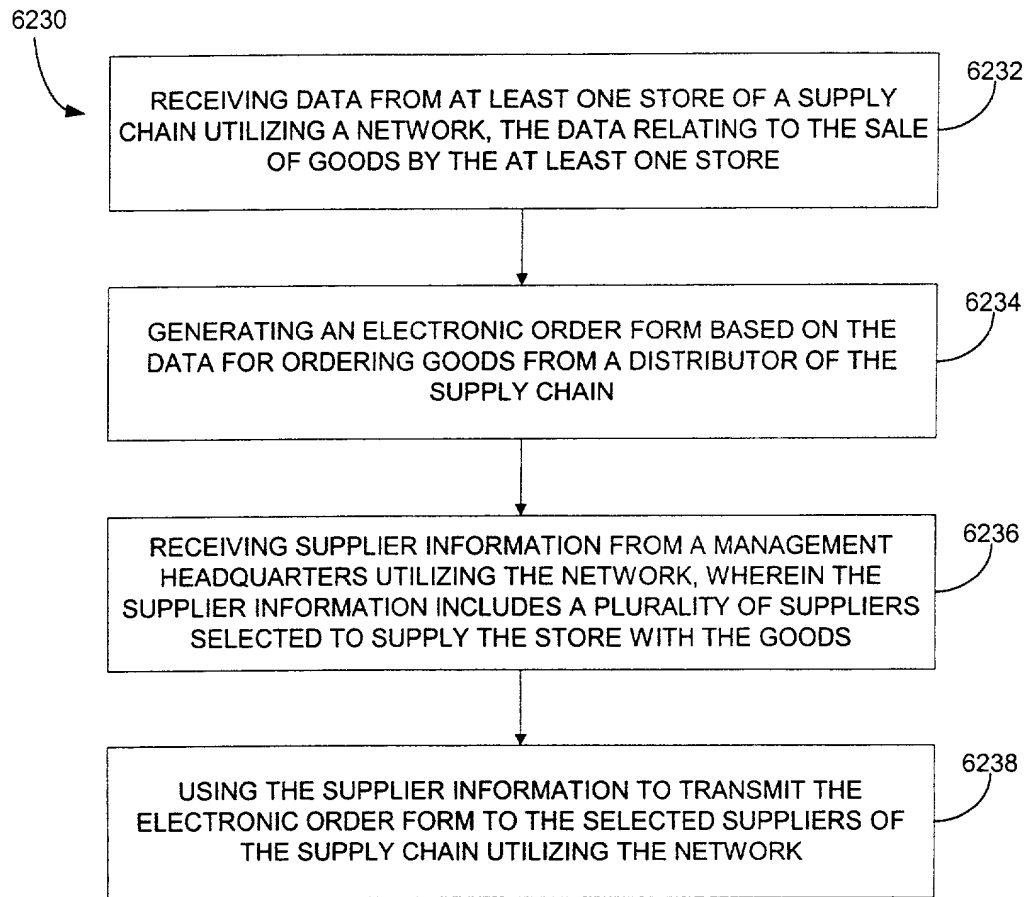 6230
6232
RECEIVING DATA FROM AT LEAST ONE STORE OF A SUPPLY
CHAIN UTILIZING A NETWORK, THE DATA RELATING TO THE SALE
OF GOODS BY THE AT LEAST ONE STORE
6234
GENERATING AN ELECTRONIC ORDER FORM BASED ON THE
DATA FOR ORDERING GOODS FROM A DISTRIBUTOR OF THE
SUPPLY CHAIN
6236
RECEIVING SUPPLIER INFORMATION FROM A MANAGEMENT
HEADQUARTERS UTILIZING THE NETWORK, WHEREIN THE
SUPPLIER INFORMATION INCLUDES A PLURALITY OF SUPPLIERS
SELECTED TO SUPPLY THE STORE WITH THE GOODS
6238
USING THE SUPPLIER INFORMATION TO TRANSMIT THE
ELECTRONIC ORDER FORM TO THE SELECTED SUPPLIERS OF
THE SUPPLY CHAIN UTILIZING THE NETWORK